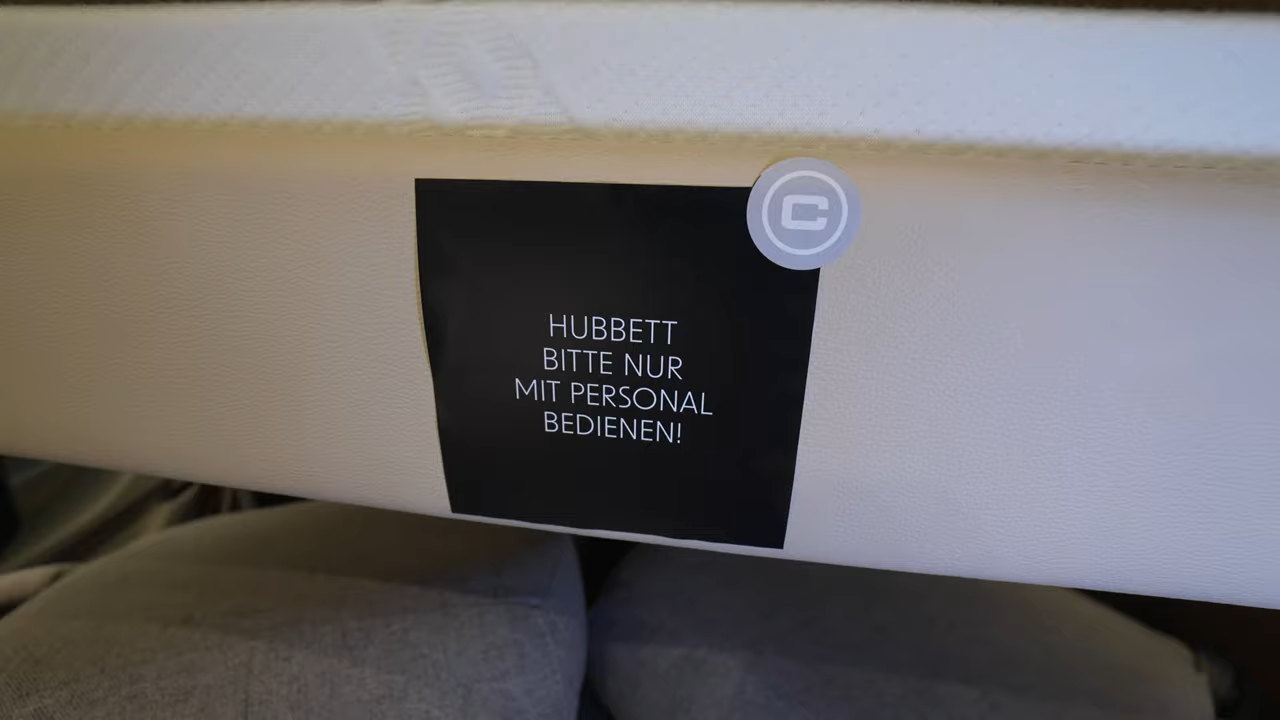 C
HUBBETT
BITTE NUR
MIT PERSONAL
BEDIENEN!